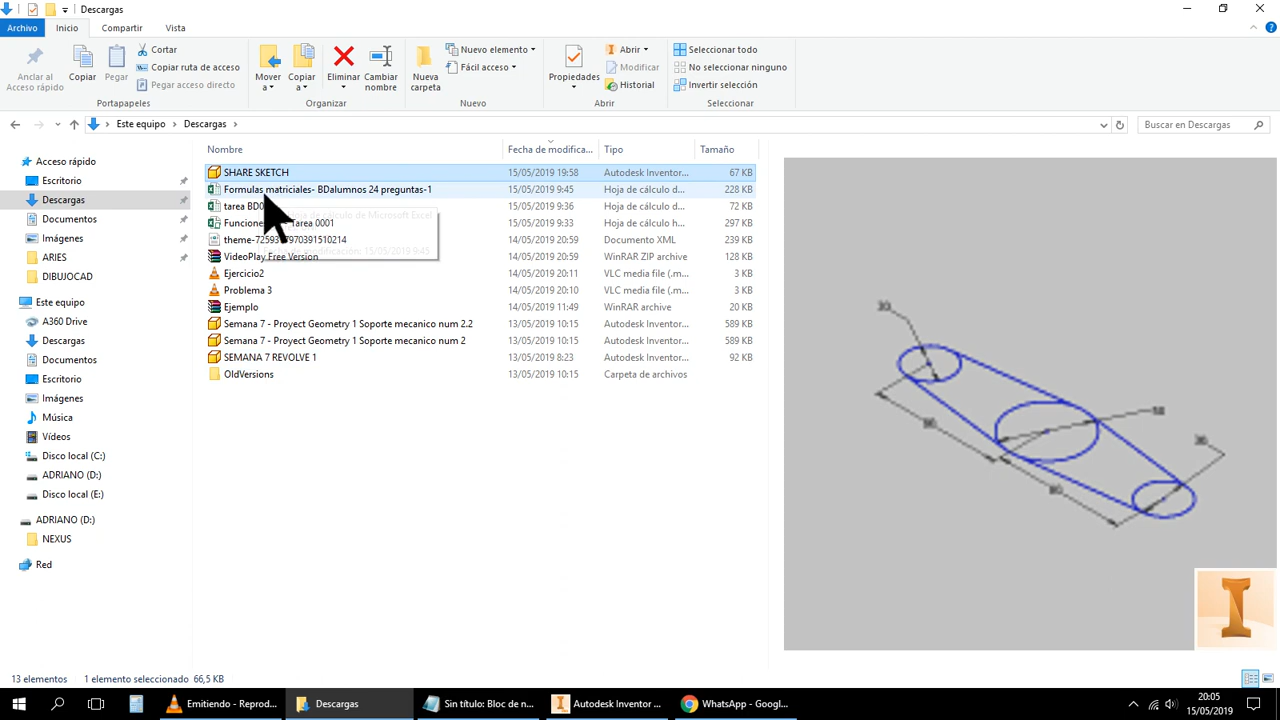 Descargas
Archivo Inicio Compartir Vista
Anclar al Acceso rápido
Copiar
Pegar
Cortar
Copiar ruta de acceso
Pegar acceso directo
Portapapeles
Mover a
Copiar a
Eliminar
Cambiar nombre
Organizar
Nueva carpeta
Nuevo elemento
Fácil acceso
Nuevo
Propiedades
Abrir
Modificar
Historial
Abrir
Seleccionar todo
No seleccionar ninguno
Invertir selección
Seleccionar
Este equipo Descargas
Buscar en Descargas
Acceso rápido
Escritorio
Descargas
Documentos
Imágenes
ARIES
DIBUJOCAD
Este equipo
A360 Drive
Descargas
Documentos
Escritorio
Imágenes
Música
Vídeos
Disco local (C:)
ADRIANO (D:)
Disco local (E:)
ADRIANO (D:)
NEXUS
Red
Nombre Fecha de modifica... Tipo Tamaño
SHARE SKETCH 15/05/2019 19:58 Autodesk Inventor... 67 KB
Formulas matriciales- BDalumnos 24 preguntas-1 15/05/2019 9:45 Hoja de cálculo d... 228 KB
tarea 15/05/2019 9:36 Hoja de cálculo d... 72 KB
Tarea 0001 15/05/2019 9:33 Hoja de cálculo h... 297 KB
14/05/2019 20:59 Documento XML 239 KB
VideoPlay Free Version 14/05/2019 20:59 WinRAR ZIP archive 128 KB
Ejercicio2 14/05/2019 20:11 VLC media file (.m... 3 KB
Problema 3 14/05/2019 20:10 VLC media file (.m... 3 KB
Ejemplo 14/05/2019 11:49 WinRAR archive 20 KB
Semana 7 - Proyect Geometry 1 Soporte mecanico num 2.2 13/05/2019 10:15 Autodesk Inventor... 589 KB
Semana 7 - Proyect Geometry 1 Soporte mecanico num 2 13/05/2019 10:15 Autodesk Inventor... 589 KB
SEMANA 7 REVOLVE 1 13/05/2019 8:23 Autodesk Inventor... 92 KB
OldVersions 13/05/2019 10:15 Carpeta de archivos
13 elementos 1 elemento seleccionado 66,5 KB
Emitiendo - Reprod... Descargas Sin título: Bloc de n... Autodesk Inventor ... WhatsApp - Googl...
20:05
15/05/2019